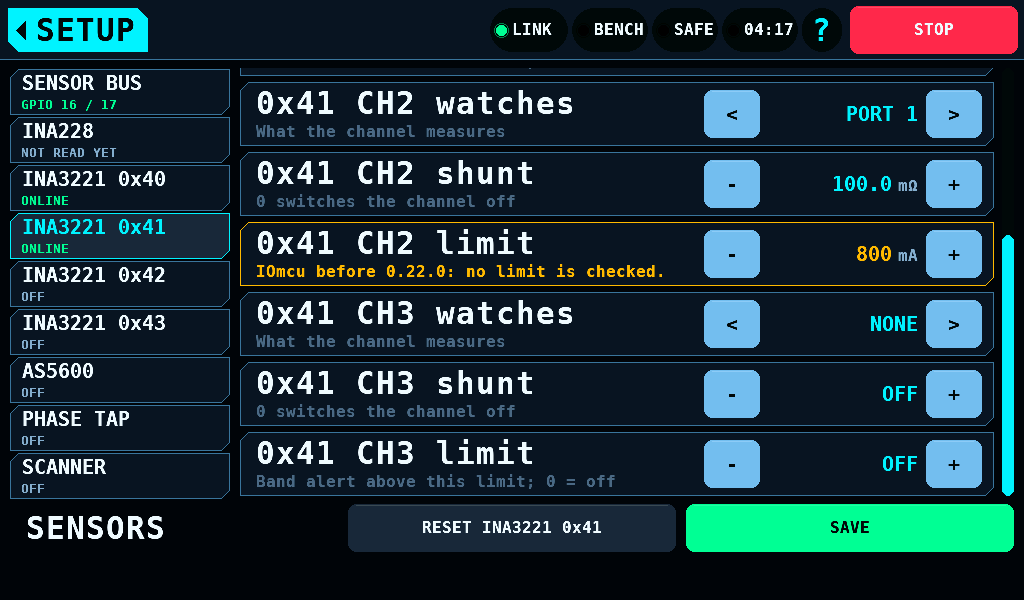 SETUP
LINK
BENCH
SAFE
04:17
?
STOP
SENSOR BUS
GPIO 16 / 17
INA228
NOT READ YET
INA3221 0x40
ONLINE
INA3221 0x41
ONLINE
INA3221 0x42
OFF
INA3221 0x43
OFF
AS5600
OFF
PHASE TAP
OFF
SCANNER
OFF
0x41 CH2 watches
What the channel measures
< PORT 1 >
0x41 CH2 shunt
0 switches the channel off
- 100.0 mΩ +
0x41 CH2 limit
IOmcu before 0.22.0: no limit is checked.
- 800 mA +
0x41 CH3 watches
What the channel measures
< NONE >
0x41 CH3 shunt
0 switches the channel off
- OFF +
0x41 CH3 limit
Band alert above this limit; 0 = off
- OFF +
SENSORS
RESET INA3221 0x41
SAVE